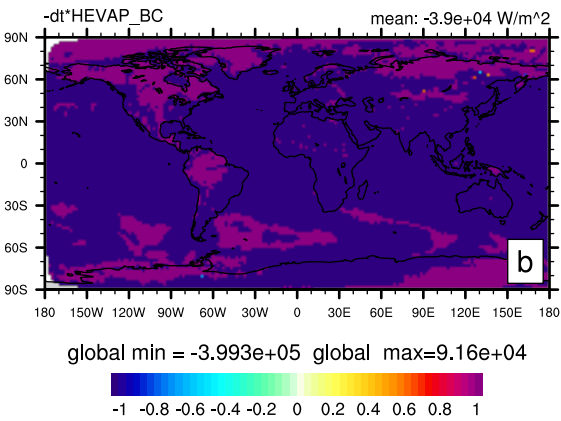 -dt*HEVAP_BC mean: -3.9e+04 W/m^2
90N
60N
30N
0
30S
60S
90S
b
180 150W 120W 90W 60W 30W 0 30E 60E 90E 120E 150E 180
global min = -3.993e+05 global max=9.16e+04
-1 -0.8 -0.6 -0.4 -0.2 0 0.2 0.4 0.6 0.8 1